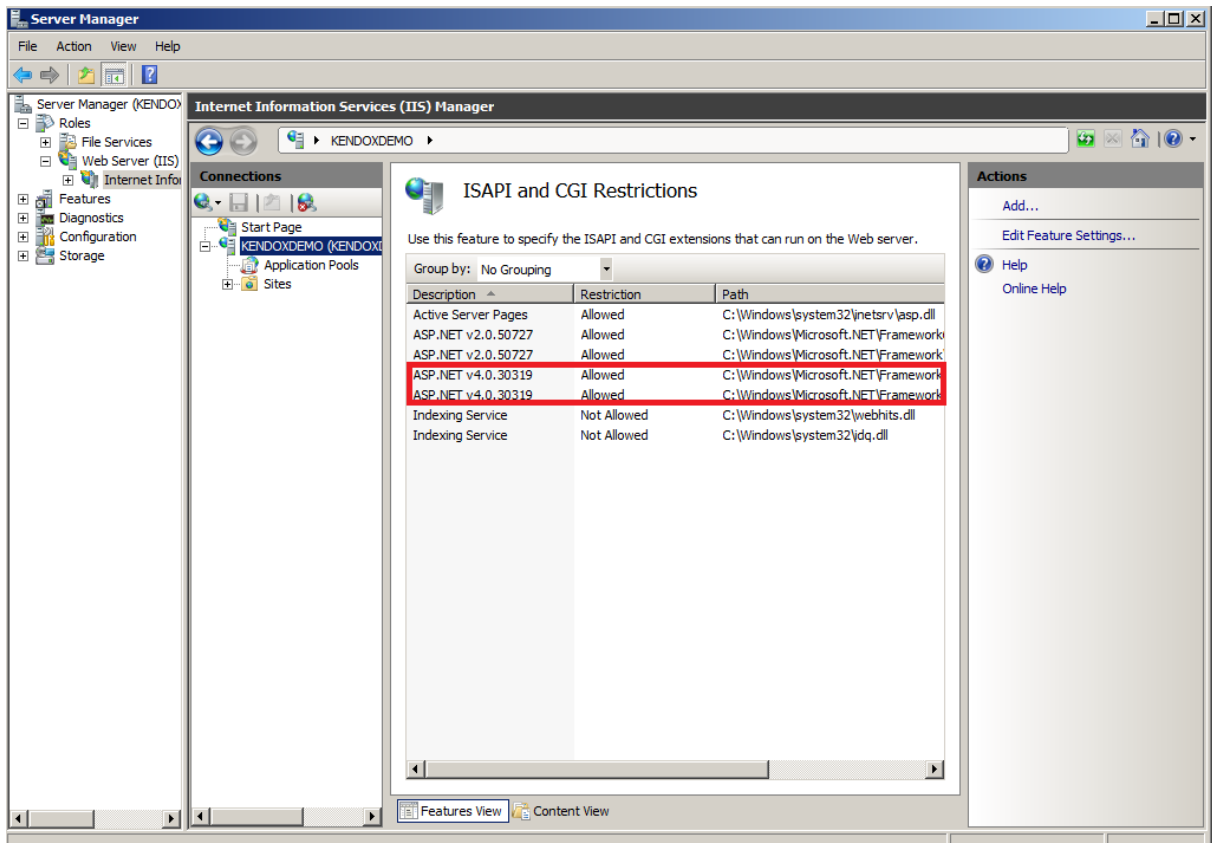 Server Manager
File Action View Help
Server Manager (KENDOX
Roles
File Services
Web Server (IIS)
Internet Infor
Features
Diagnostics
Configuration
Storage
Internet Information Services (IIS) Manager
KENDOXDEMO
Connections
Start Page
KENDOXDEMO (KENDOXD
Application Pools
Sites
ISAPI and CGI Restrictions
Use this feature to specify the ISAPI and CGI extensions that can run on the Web server.
Group by: No Grouping
Description Restriction Path
Active Server Pages Allowed C:\Windows\system32\inetsrv\asp.dll
ASP.NET v2.0.50727 Allowed C:\Windows\Microsoft.NET\Framework
ASP.NET v2.0.50727 Allowed C:\Windows\Microsoft.NET\Framework
ASP.NET v4.0.30319 Allowed C:\Windows\Microsoft.NET\Framework
ASP.NET v4.0.30319 Allowed C:\Windows\Microsoft.NET\Framework
Indexing Service Not Allowed C:\Windows\system32\webhits.dll
Indexing Service Not Allowed C:\Windows\system32\idq.dll
Features View Content View
Actions
Add...
Edit Feature Settings...
Help
Online Help